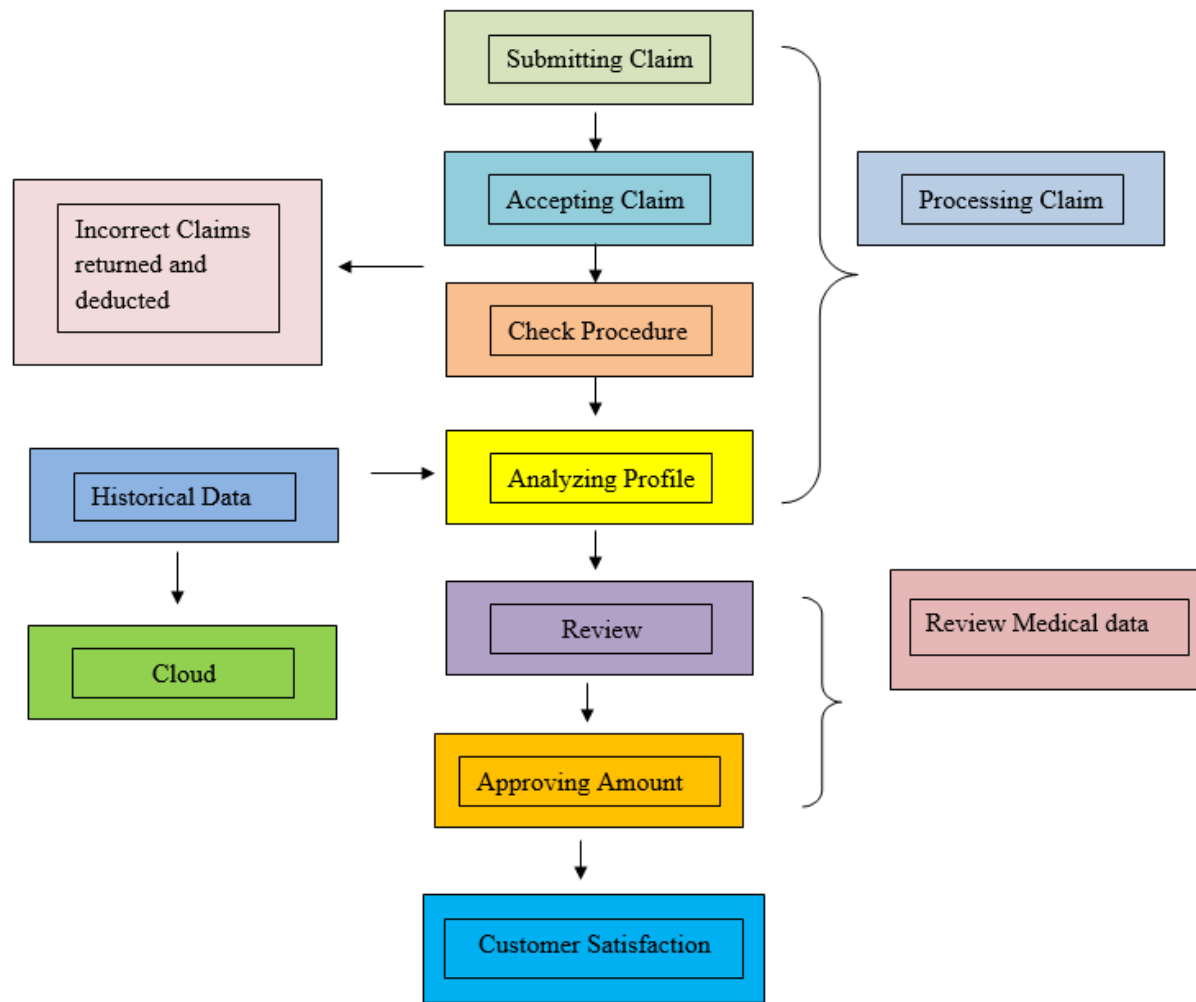 Submitting Claim
Accepting Claim
Processing Claim
Incorrect Claims
returned and
deducted
Check Procedure
Analyzing Profile
Historical Data
Review
Review Medical data
Cloud
Approving Amount
Customer Satisfaction